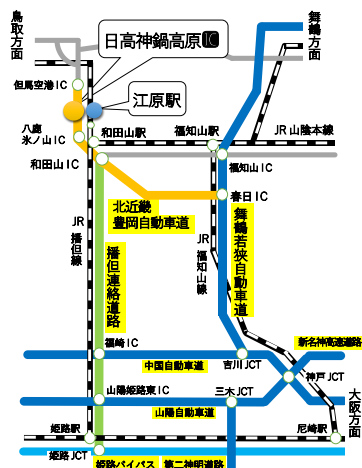 鳥取方面
舞鶴方面
日高神鍋高原IC
但馬空港IC
江原駅
八鹿
氷ノ山IC
和田山駅
福知山駅
JR山陰本線
和田山IC
福知山IC
春日IC
北近畿
豊岡自動車道
JR播但線
播但連絡道路
JR福知山線
舞鶴若狭自動車道
福崎IC
中国自動車道
吉川JCT
新名神高速道路
神戸JCT
山陽姫路東IC
三木JCT
山陽自動車道
大阪方面
姫路駅
尼崎駅
姫路JCT
姫路バイパス
第二神明道路